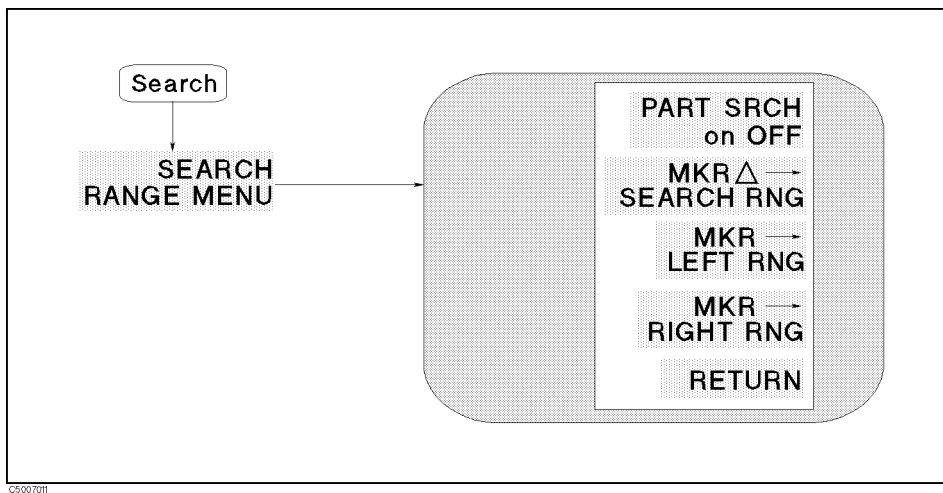 Search
SEARCH
RANGE MENU
PART SRCH
on OFF
MKR△ →
SEARCH RNG
MKR →
LEFT RNG
MKR →
RIGHT RNG
RETURN
C5007011